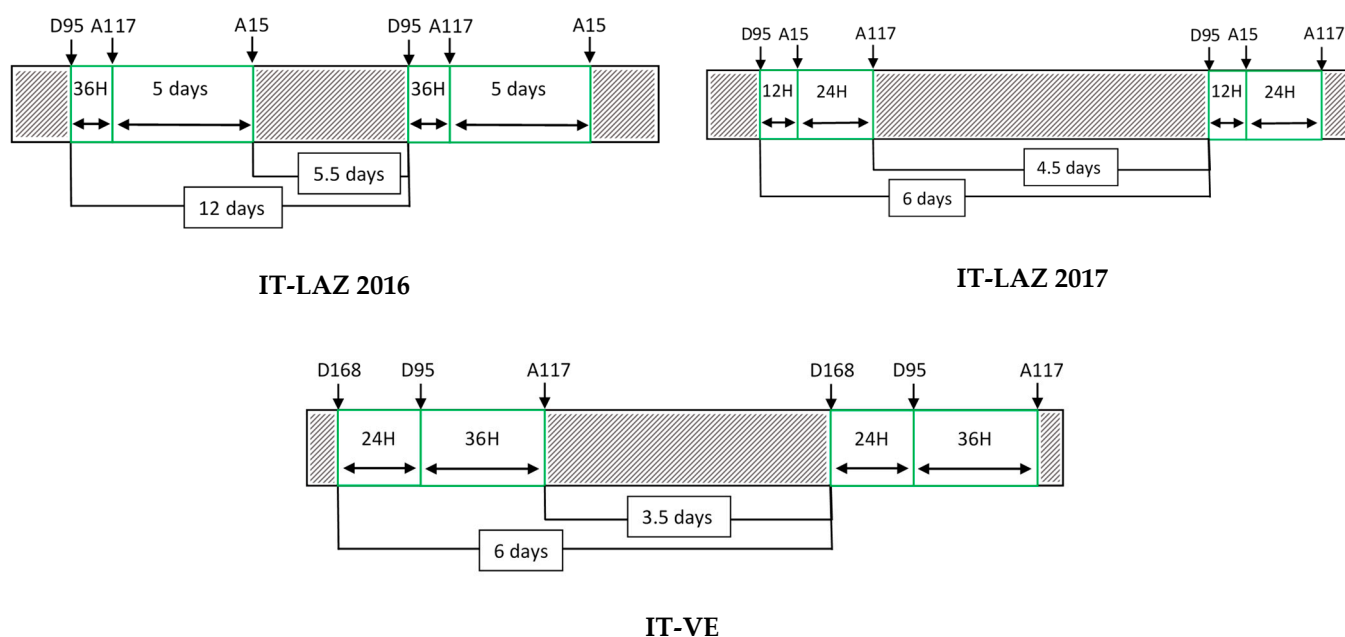 D95 A117 A15 D95 A117 A15
36H 5 days 36H 5 days
5.5 days
12 days
IT-LAZ 2016
D95 A15 A117 D95 A15 A117
12H 24H 12H 24H
4.5 days
6 days
IT-LAZ 2017
D168 D95 A117 D168 D95 A117
24H 36H 24H 36H
3.5 days
6 days
IT-VE